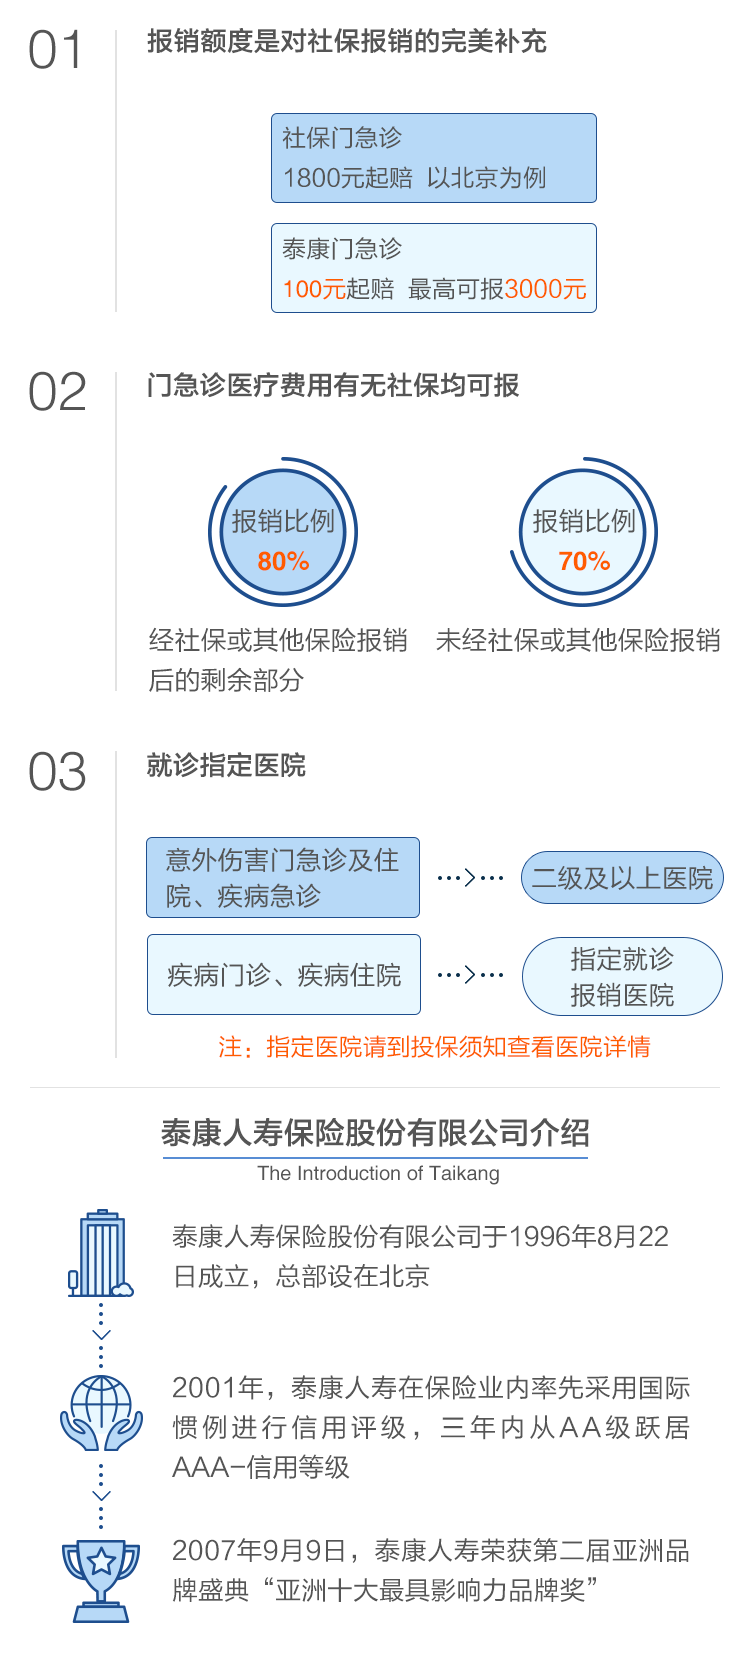 01
报销额度是对社保报销的完美补充
社保门急诊
1800元起赔 以北京为例
泰康门急诊
100元起赔 最高可报3000元
02
门急诊医疗费用有无社保均可报
报销比例
80%
经社保或其他保险报销
后的剩余部分
报销比例
70%
未经社保或其他保险报销
03
就诊指定医院
意外伤害门急诊及住
院、疾病急诊
二级及以上医院
疾病门诊、疾病住院
指定就诊
报销医院
注：指定医院请到投保须知查看医院详情
泰康人寿保险股份有限公司介绍
The Introduction of Taikang
泰康人寿保险股份有限公司于1996年8月22
日成立，总部设在北京
2001年，泰康人寿在保险业内率先采用国际
惯例进行信用评级，三年内从AA级跃居
AAA-信用等级
2007年9月9日，泰康人寿荣获第二届亚洲品
牌盛典“亚洲十大最具影响力品牌奖”